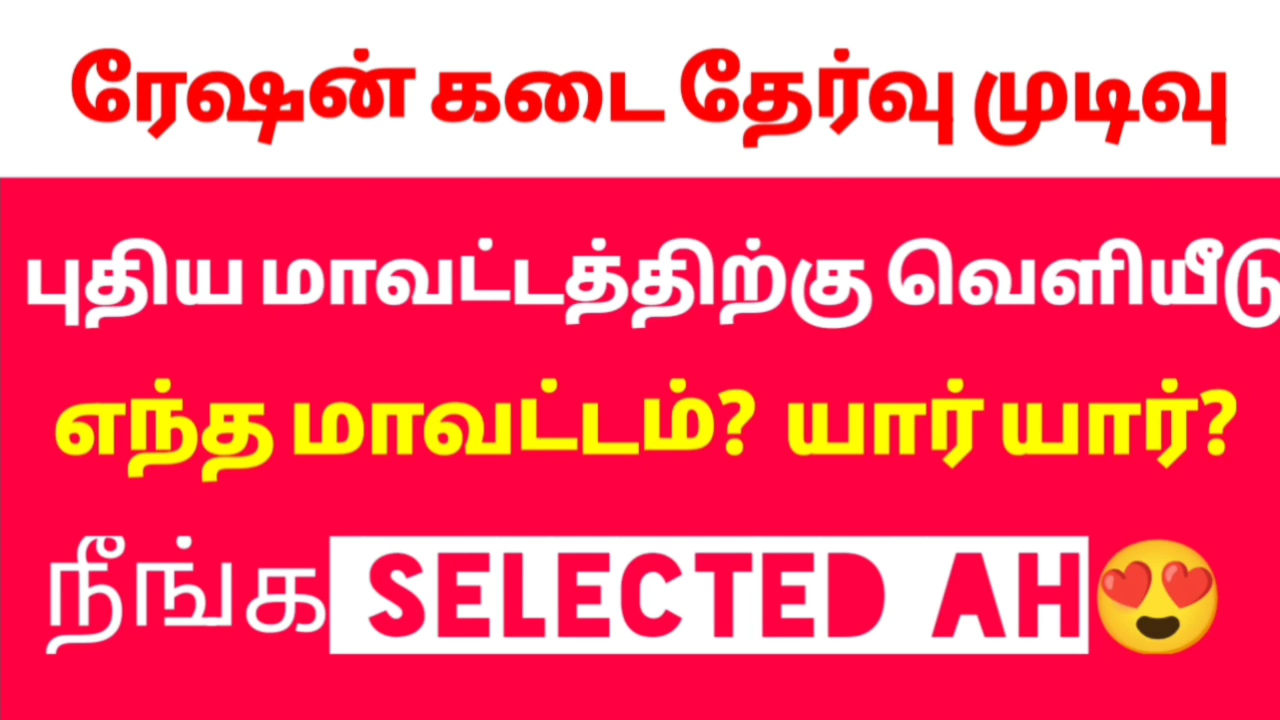 ரேஷன் கடை தேர்வு முடிவு
புதிய மாவட்டத்திற்கு வெளியீடு
எந்த மாவட்டம்? யார் யார்?
நீங்க SELECTED AH